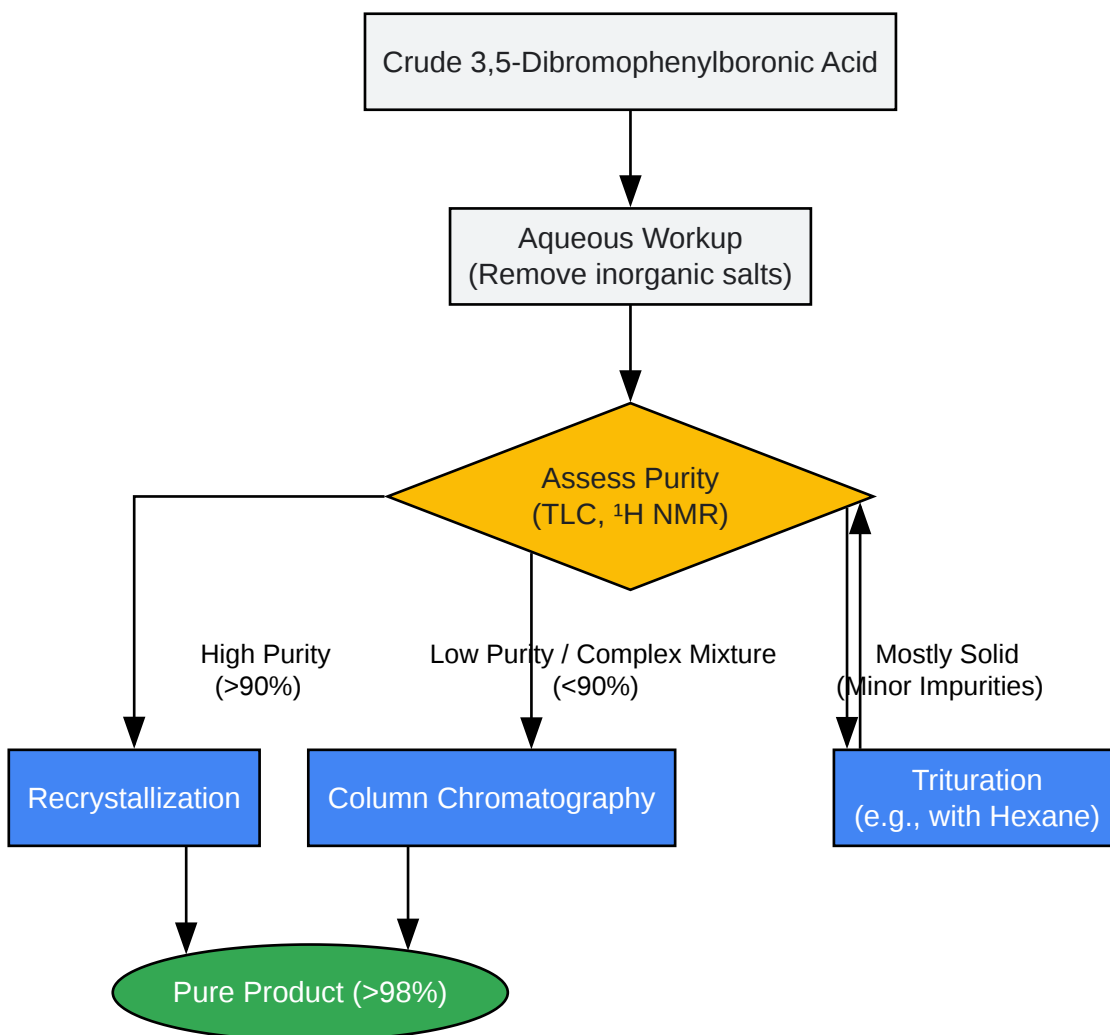 Crude 3,5-Dibromophenylboronic Acid
Aqueous Workup
(Remove inorganic salts)
Assess Purity
(TLC, ¹H NMR)
High Purity
(>90%)
Low Purity / Complex Mixture
(<90%)
Mostly Solid
(Minor Impurities)
Recrystallization
Column Chromatography
Trituration
(e.g., with Hexane)
Pure Product (>98%)